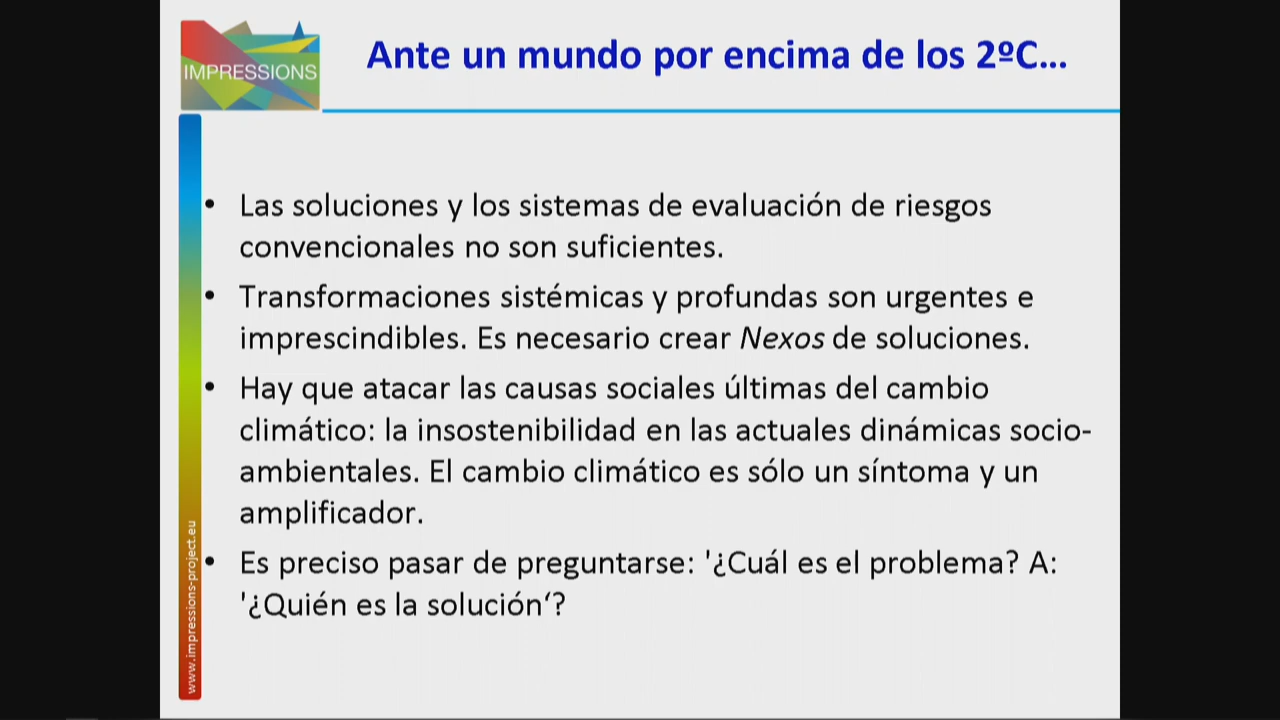 IMPRESSIONS
Ante un mundo por encima de los 2ºC...
• Las soluciones y los sistemas de evaluación de riesgos
convencionales no son suficientes.
• Transformaciones sistémicas y profundas son urgentes e
imprescindibles. Es necesario crear Nexos de soluciones.
• Hay que atacar las causas sociales últimas del cambio
climático: la insostenibilidad en las actuales dinámicas socio-
ambientales. El cambio climático es sólo un síntoma y un
amplificador.
• Es preciso pasar de preguntarse: '¿Cuál es el problema? A:
'¿Quién es la solución‘?
www.impressions-project.eu